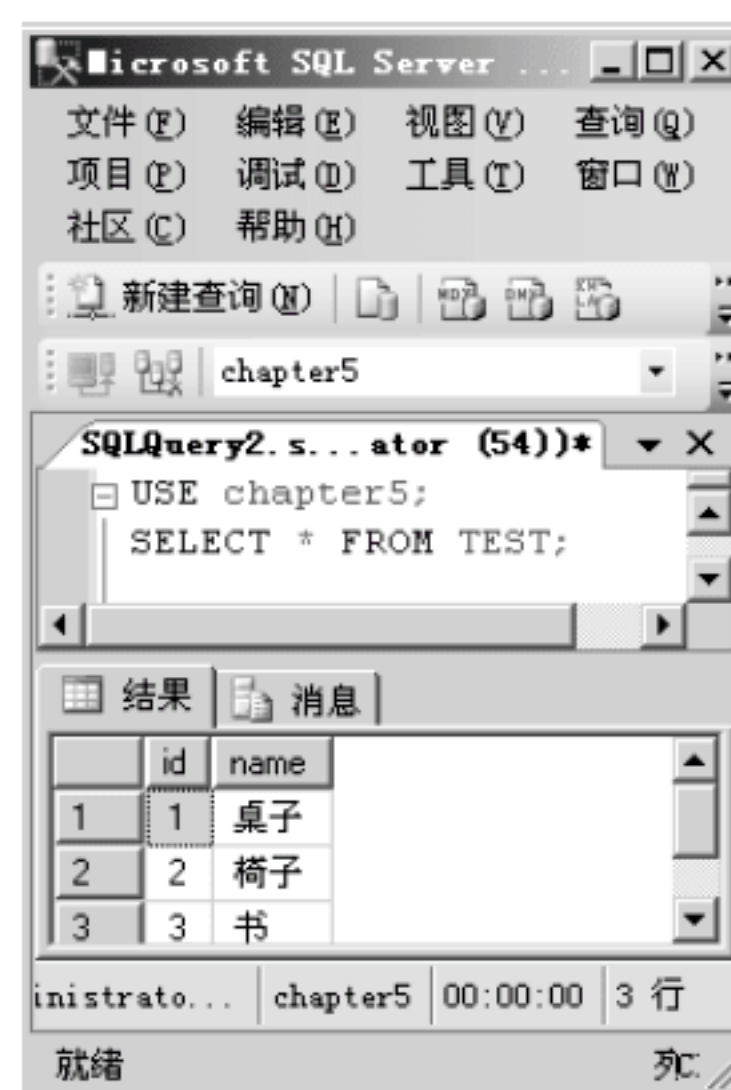 Microsoft SQL Server ...
文件(F) 编辑(E) 视图(V) 查询(Q)
项目(P) 调试(D) 工具(T) 窗口(W)
社区(C) 帮助(H)
新建查询(N)
chapter5
SQLQuery2.s...ator (54))*
USE chapter5;
SELECT * FROM TEST;
结果 消息
id name
1 1 桌子
2 2 椅子
3 3 书
inistrato... chapter5 00:00:00 3 行
就绪 列